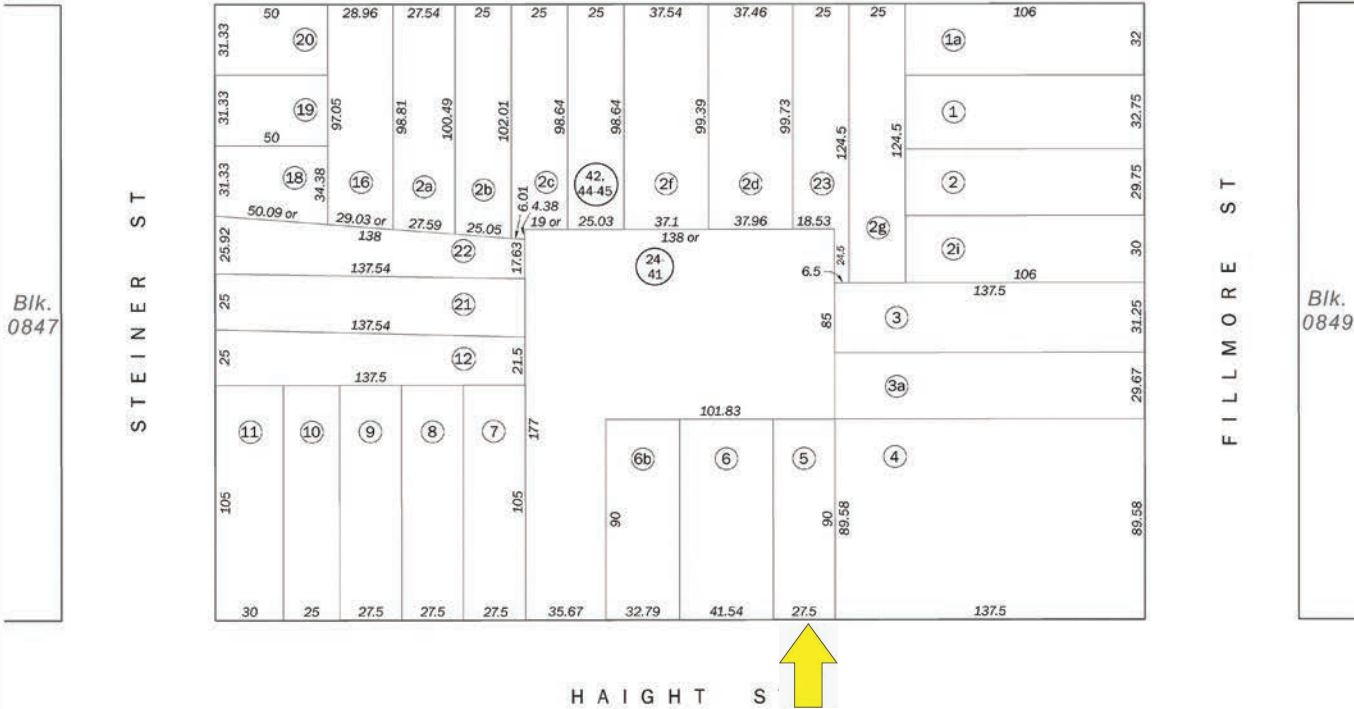 50 28.96 27.54 25 25 25 37.54 37.46 25 25 106
31.33 20 1a 32
31.33 19 97.05 98.81 100.49 102.01 98.64 98.64 99.39 99.73 124.5 124.5 1 32.75
50
31.33 18 34.38 16 2a 2b 6.01 2c 42, 44-45 2f 2d 23 2 29.75
4.38
50.09 or 29.03 or 27.59 25.05 19 or 25.03 37.1 37.96 18.53 2g
138 138 or
25.92 22 17.63 24-41 24.5 2i 30
137.54 6.5 106
137.5
25 21 85 3 31.25
137.54
25 12 21.5 3a 29.67
137.5
101.83
11 10 9 8 7 177 6b 6 5 4
105 105 90 90 89.58 89.58
30 25 27.5 27.5 27.5 35.67 32.79 41.54 27.5 137.5
Blk.
0847
STEINER ST
FILLMORE ST
Blk.
0849
HAIGHT S